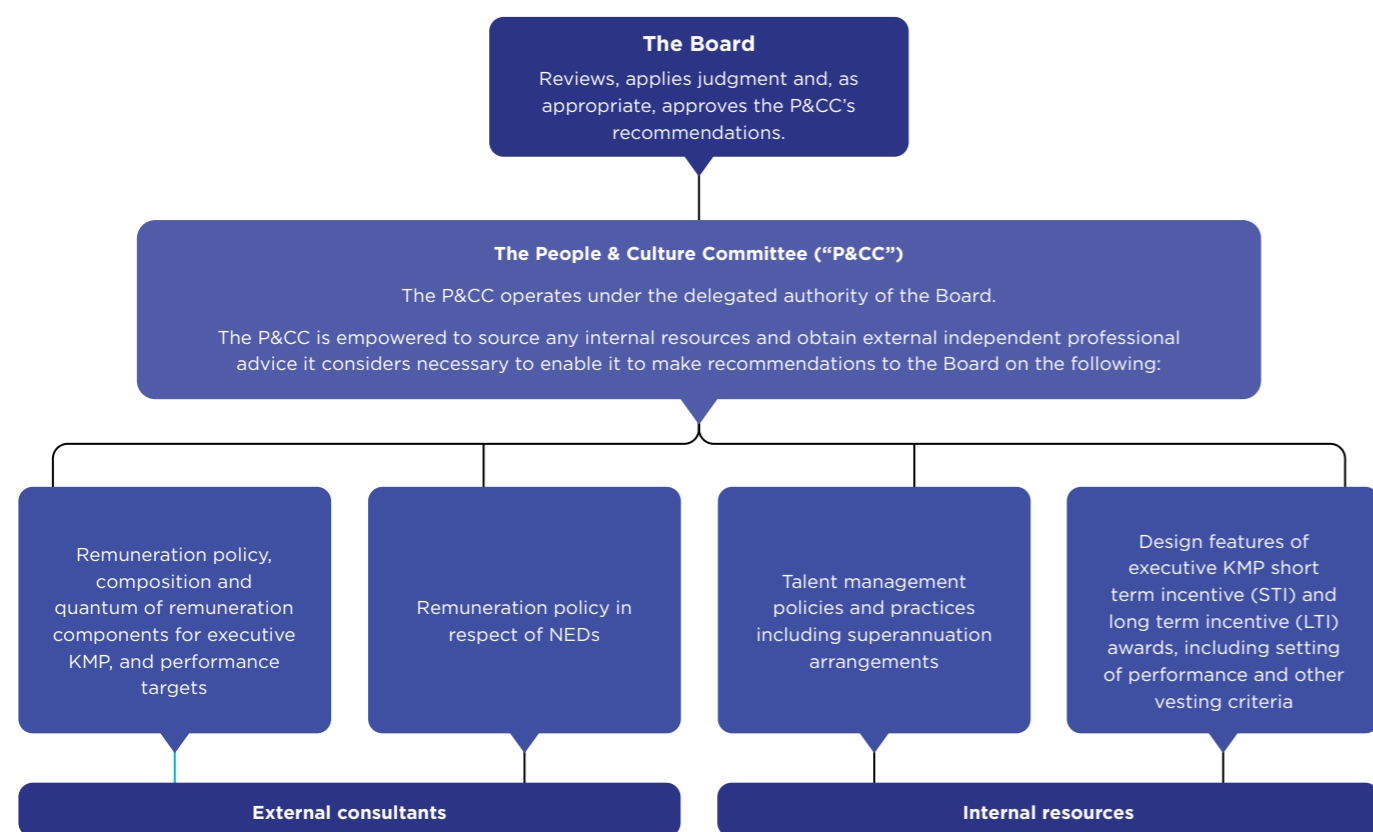 The Board
Reviews, applies judgment and, as
appropriate, approves the P&CC’s
recommendations.
The People & Culture Committee (“P&CC”)
The P&CC operates under the delegated authority of the Board.
The P&CC is empowered to source any internal resources and obtain external independent professional
advice it considers necessary to enable it to make recommendations to the Board on the following:
Remuneration policy,
composition and
quantum of remuneration
components for executive
KMP, and performance
targets
Remuneration policy in
respect of NEDs
Talent management
policies and practices
including superannuation
arrangements
Design features of
executive KMP short
term incentive (STI) and
long term incentive (LTI)
awards, including setting
of performance and other
vesting criteria
External consultants
Internal resources